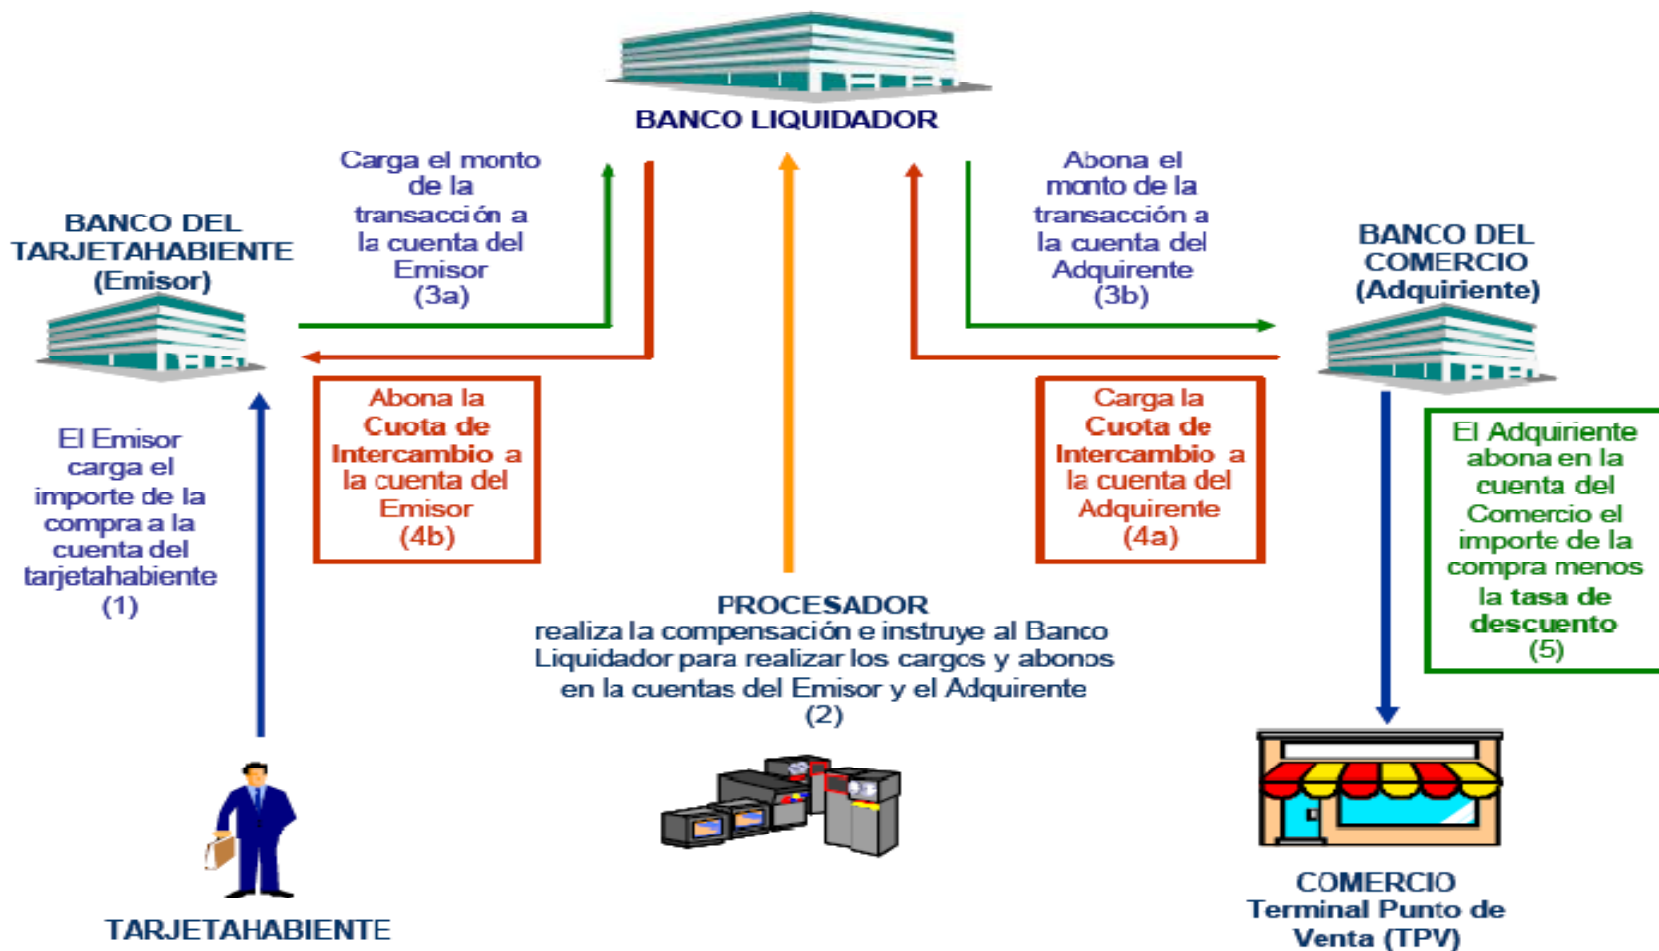 BANCO LIQUIDADOR
Carga el monto
de la
transacción a
la cuenta del
Emisor
(3a)
Abona el
monto de la
transacción a
la cuenta del
Adquirente
(3b)
BANCO DEL
TARJETAHABIENTE
(Emisor)
BANCO DEL
COMERCIO
(Adquiriente)
El Emisor
carga el
importe de la
compra a la
cuenta del
tarjetahabiente
(1)
Abona la
Cuota de
Intercambio a
la cuenta del
Emisor
(4b)
Carga la
Cuota de
Intercambio a
la cuenta del
Adquirente
(4a)
El Adquiriente
abona en la
cuenta del
Comercio el
importe de la
compra menos
la tasa de
descuento
(5)
PROCESADOR
realiza la compensación e instruye al Banco
Liquidador para realizar los cargos y abonos
en la cuentas del Emisor y el Adquirente
(2)
TARJETAHABIENTE
COMERCIO
Terminal Punto de
Venta (TPV)